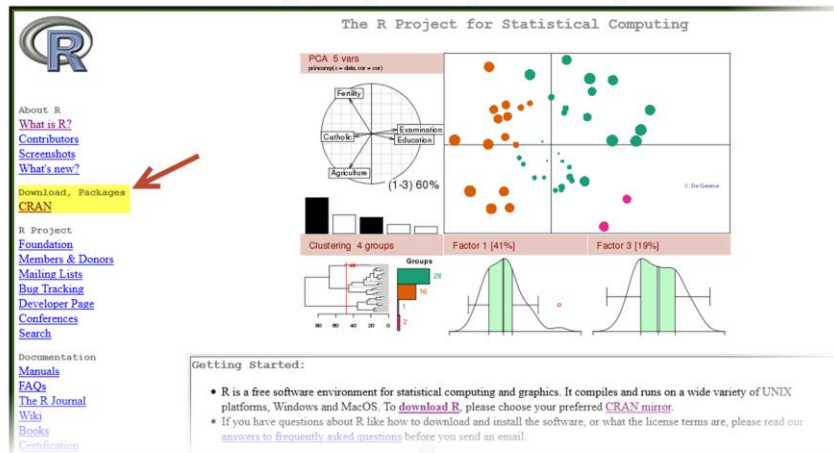 The R Project for Statistical Computing
R
About R
What is R?
Contributors
Screenshots
What's new?
Download, Packages
CRAN
R Project
Foundation
Members & Donors
Mailing Lists
Bug Tracking
Developer Page
Conferences
Search
Documentation
Manuals
FAQs
The R Journal
Wiki
Books
Certification
PCA 5 vars
princomp(x = data, cor = cor)
Fertility
Catholic
Examination
Education
Agriculture
(1-3) 60%
V. De Geneve
Clustering 4 groups
Factor 1 [41%]
Factor 3 [19%]
Groups
28
16
1
2
80 60 40 20 0
Getting Started:
• R is a free software environment for statistical computing and graphics. It compiles and runs on a wide variety of UNIX
platforms, Windows and MacOS. To download R, please choose your preferred CRAN mirror.
• If you have questions about R like how to download and install the software, or what the license terms are, please read our
answers to frequently asked questions before you send an email.